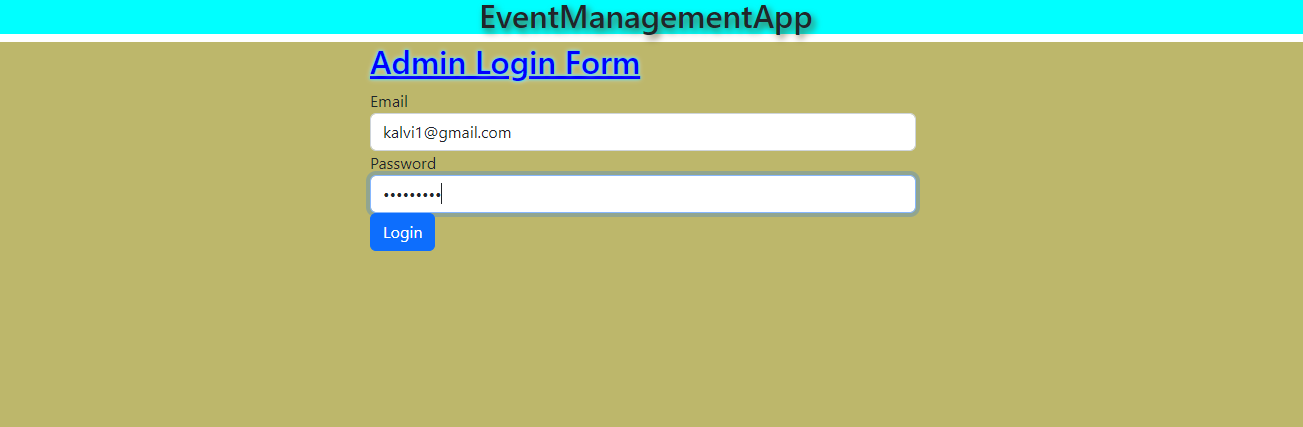 EventManagementApp
Admin Login Form
Email
kalvi1@gmail.com
Password
•••••••••
Login